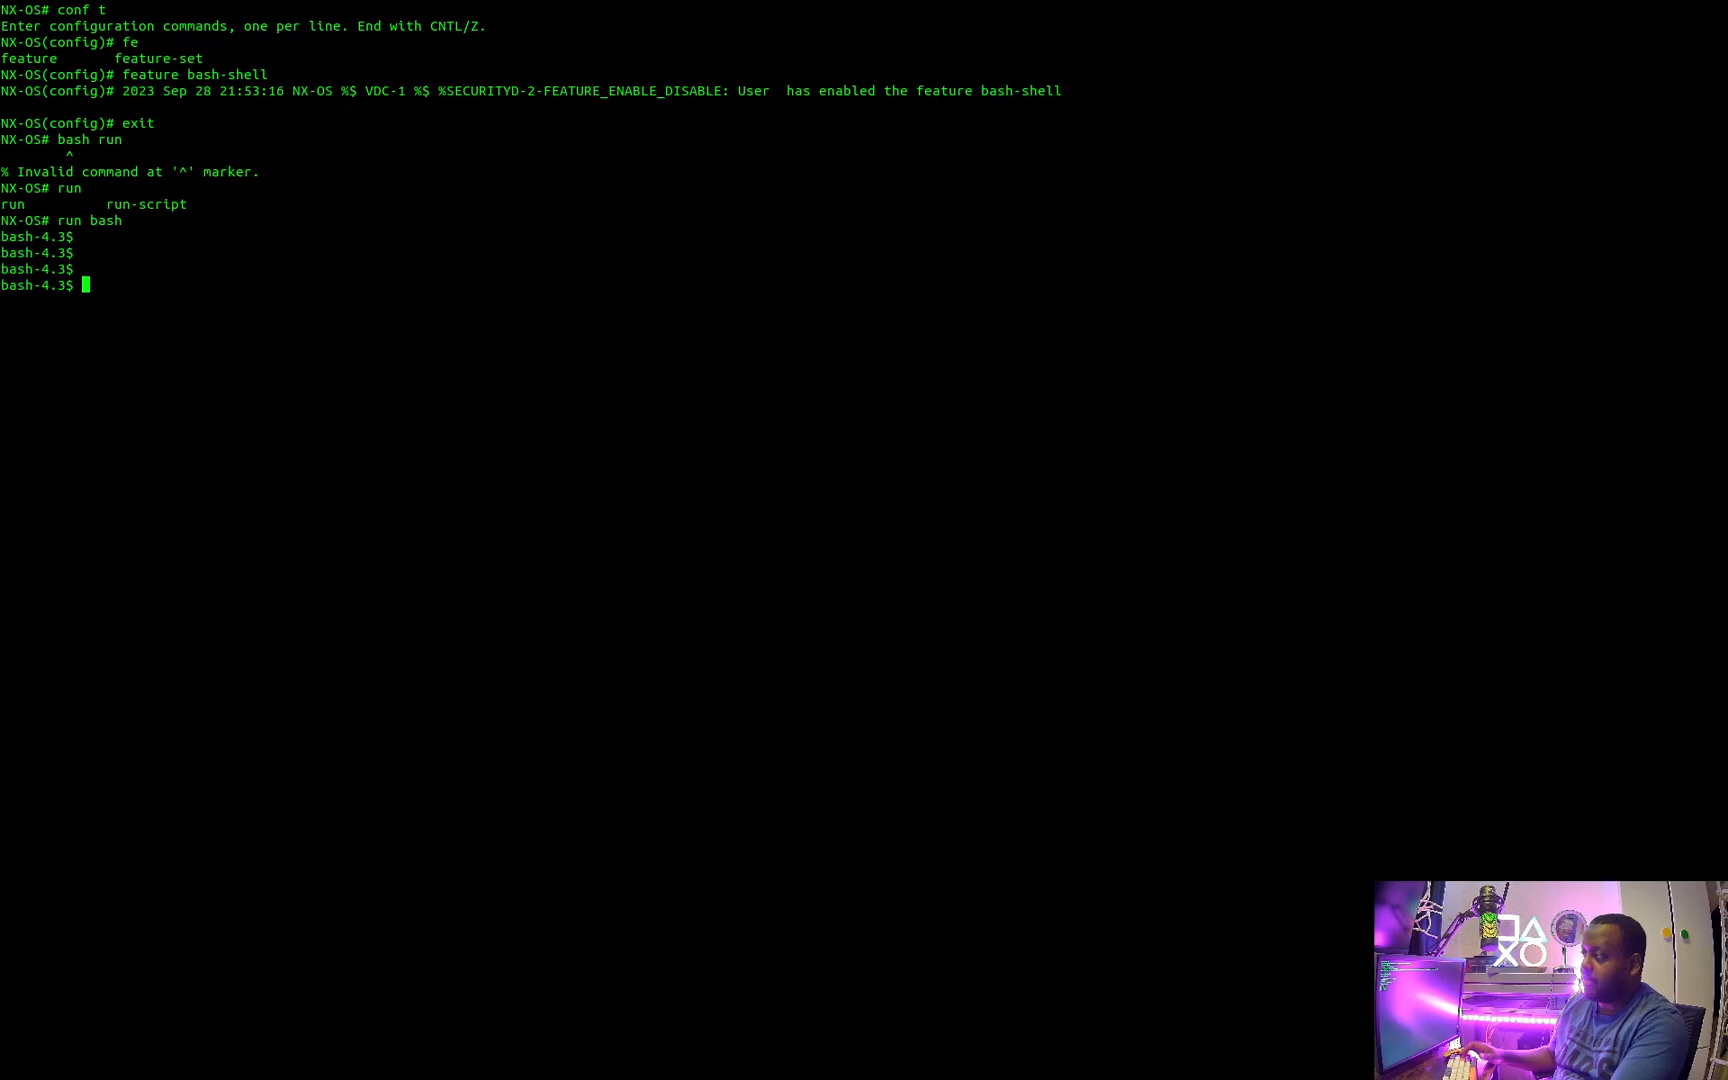 NX-OS# conf t
Enter configuration commands, one per line. End with CNTL/Z.
NX-OS(config)# fe
feature       feature-set
NX-OS(config)# feature bash-shell
NX-OS(config)# 2023 Sep 28 21:53:16 NX-OS %$ VDC-1 %$ %SECURITYD-2-FEATURE_ENABLE_DISABLE: User  has enabled the feature bash-shell
NX-OS(config)# exit
NX-OS# bash run
^
% Invalid command at '^' marker.
NX-OS# run
run          run-script
NX-OS# run bash
bash-4.3$
bash-4.3$
bash-4.3$
bash-4.3$